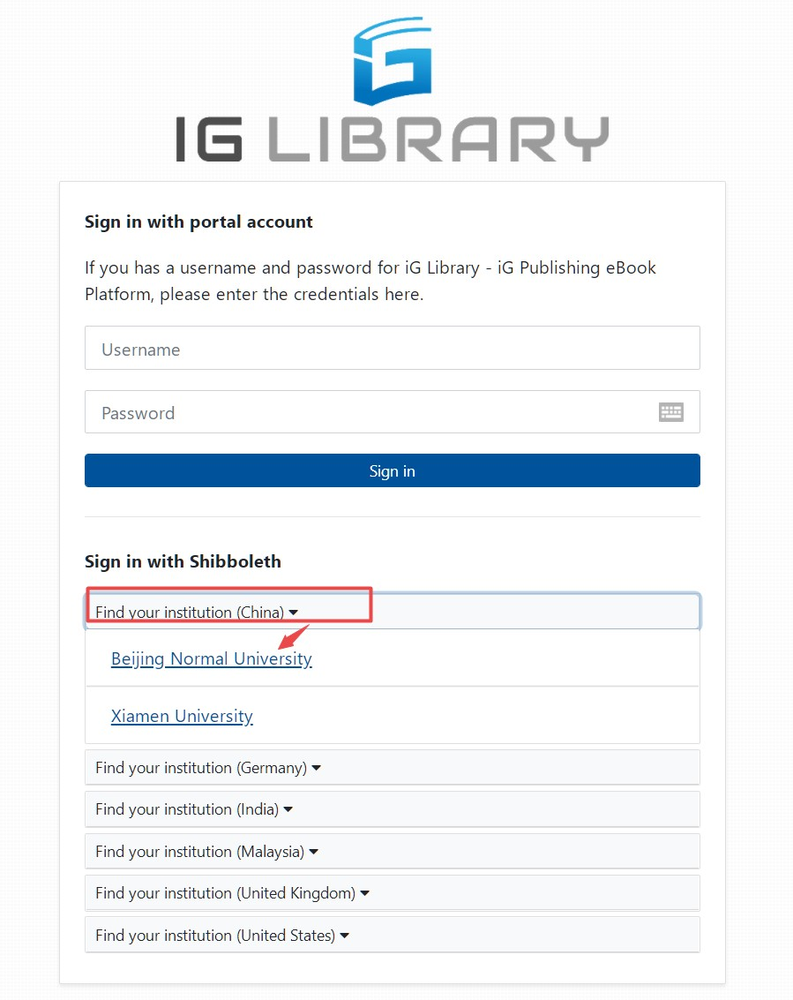 IG LIBRARY
Sign in with portal account
If you has a username and password for iG Library - iG Publishing eBook
Platform, please enter the credentials here.
Username
Password
Sign in
Sign in with Shibboleth
Find your institution (China)
Beijing Normal University
Xiamen University
Find your institution (Germany)
Find your institution (India)
Find your institution (Malaysia)
Find your institution (United Kingdom)
Find your institution (United States)